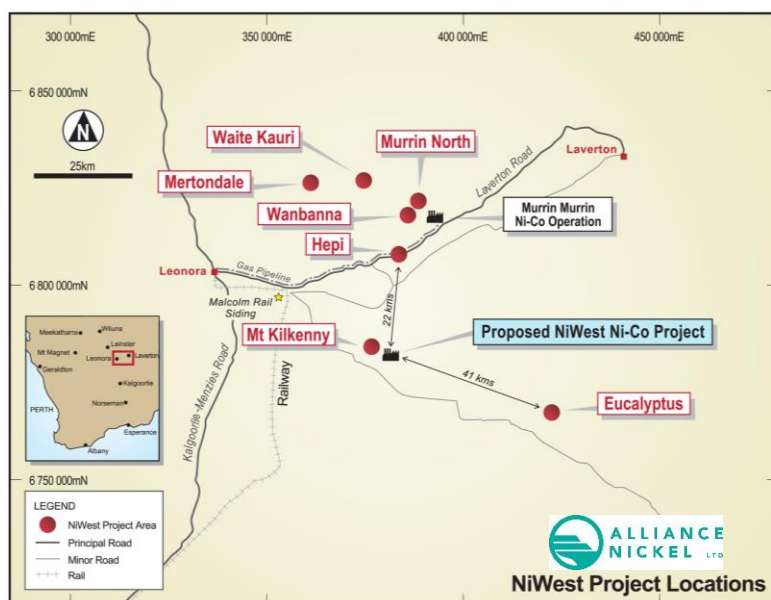 300 000mE
350 000mE
400 000mE
450 000mE
6 850 000mN
N
25km
Waite Kauri
Murrin North
Laverton
Mertondale
Laverton Road
Wanbanna
Murrin Murrin
Ni-Co Operation
Hepi
6 800 000mN
Leonora
Gas Pipeline
Malcolm Rail
Siding
22 kms
Mt Kilkenny
Proposed NiWest Ni-Co Project
41 kms
Eucalyptus
Kalgoorlie-Menzies Road
Railway
Meekatharra
Wiluna
Leinster
Mt Magnet
Leonora
Laverton
Geraldton
Kalgoorlie
PERTH
Norseman
Esperance
Albany
6 750 000mN
LEGEND
NiWest Project Area
Principal Road
Minor Road
Rail
ALLIANCE
NICKEL LTD
NiWest Project Locations